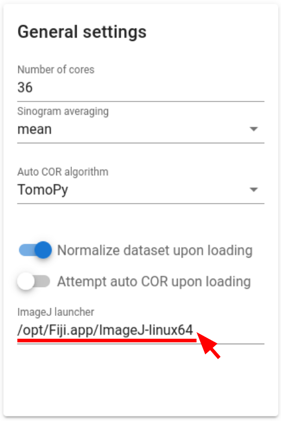 General settings
Number of cores
36
Sinogram averaging
mean
Auto COR algorithm
TomoPy
Normalize dataset upon loading
Attempt auto COR upon loading
ImageJ launcher
/opt/Fiji.app/ImageJ-linux64